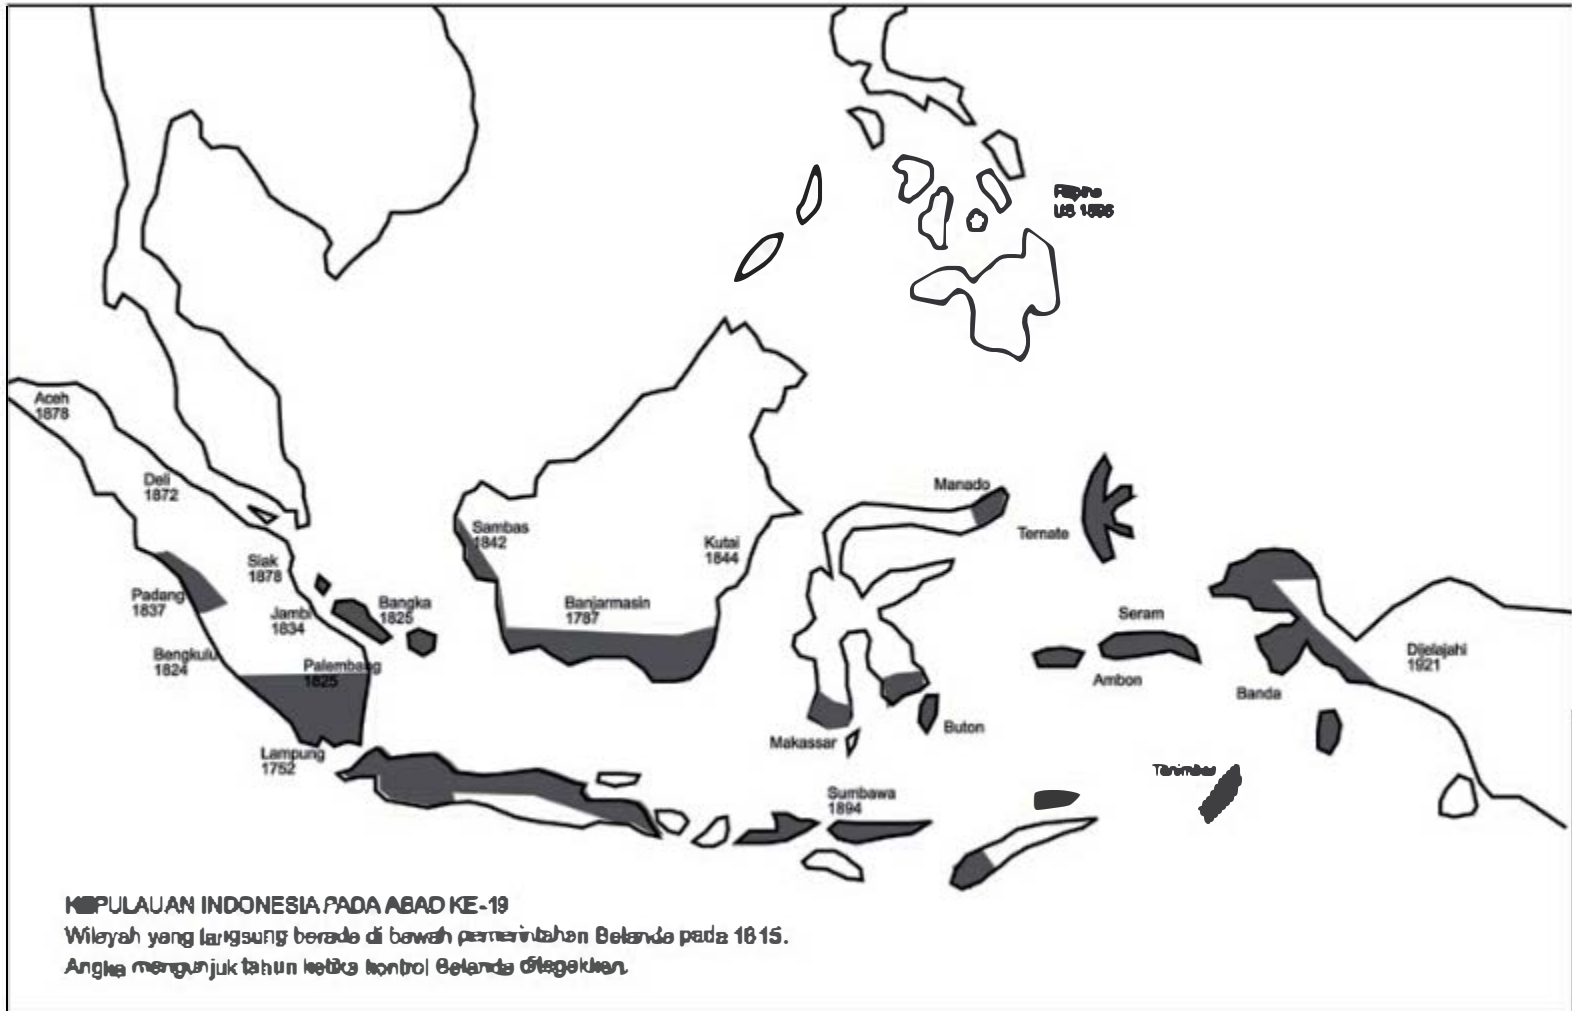 Filipina
US 1898
Aceh
1878
Deli
1872
Siak
1878
Padang
1837
Jambi
1834
Bangka
1825
Bengkulu
1824
Palembang
1825
Lampung
1752
Sambas
1842
Kutai
1844
Banjarmasin
1787
Manado
Ternate
Seram
Ambon
Banda
Dijelajahi
1921
Buton
Makassar
Sumbawa
1894
Tanimbar
KEPULAUAN INDONESIA PADA ABAD KE-19
Wilayah yang langsung berada di bawah pemerintahan Belanda pada 1815.
Angka menunjuk tahun ketika kontrol Belanda ditegakkan.